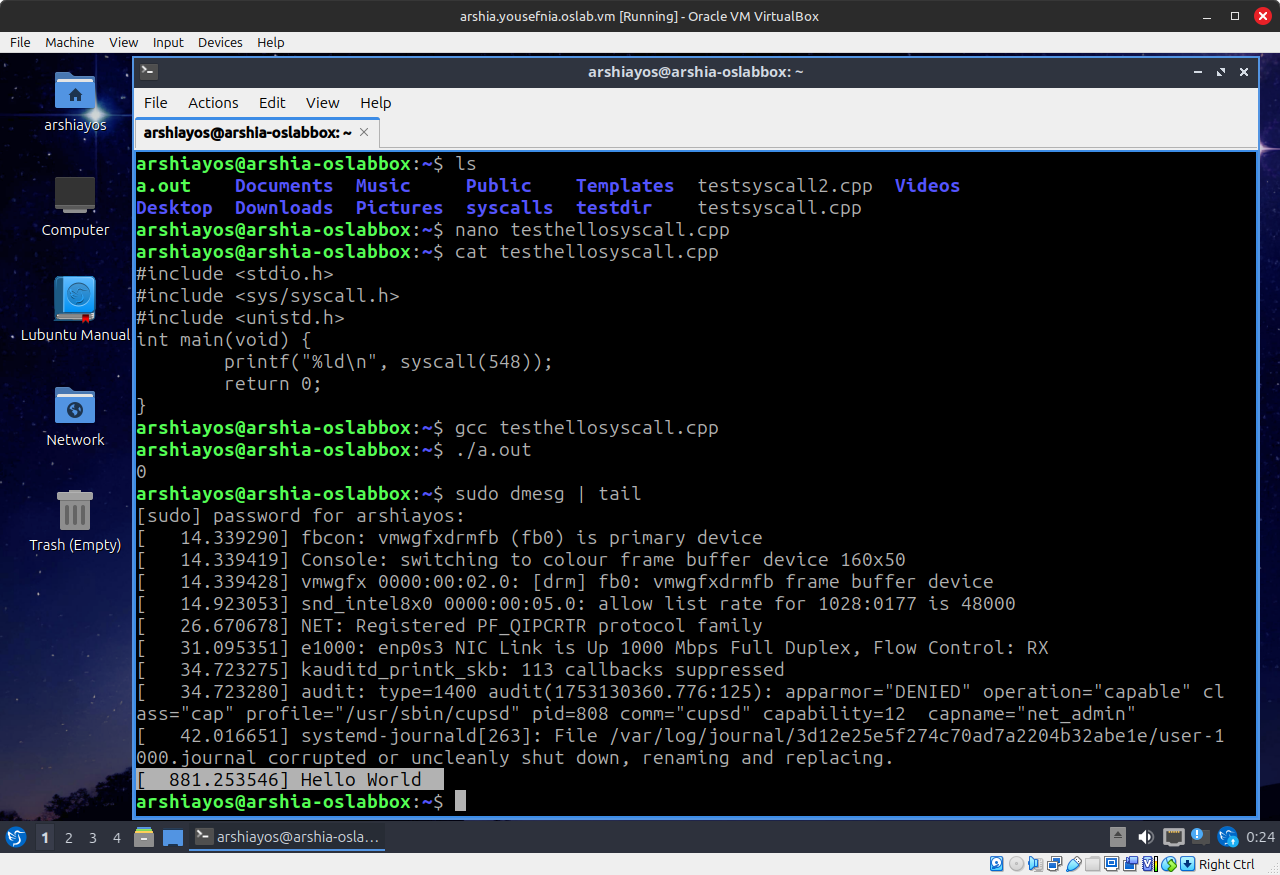 arshia.yousefnia.oslab.vm [Running] - Oracle VM VirtualBox
File Machine View Input Devices Help
arshiayos@arshia-oslabbox: ~
File Actions Edit View Help
arshiayos@arshia-oslabbox: ~
arshiayos
Computer
Lubuntu Manual
Network
Trash (Empty)
arshiayos@arshia-oslabbox:~$ ls
a.out    Documents  Music     Public    Templates  testsyscall2.cpp  Videos
Desktop  Downloads  Pictures  syscalls  testdir    testsyscall.cpp
arshiayos@arshia-oslabbox:~$ nano testhellosyscall.cpp
arshiayos@arshia-oslabbox:~$ cat testhellosyscall.cpp
#include <stdio.h>
#include <sys/syscall.h>
#include <unistd.h>
int main(void) {
        printf("%ld\n", syscall(548));
        return 0;
}
arshiayos@arshia-oslabbox:~$ gcc testhellosyscall.cpp
arshiayos@arshia-oslabbox:~$ ./a.out
0
arshiayos@arshia-oslabbox:~$ sudo dmesg | tail
[sudo] password for arshiayos:
[   14.339290] fbcon: vmwgfxdrmfb (fb0) is primary device
[   14.339419] Console: switching to colour frame buffer device 160x50
[   14.339428] vmwgfx 0000:00:02.0: [drm] fb0: vmwgfxdrmfb frame buffer device
[   14.923053] snd_intel8x0 0000:00:05.0: allow list rate for 1028:0177 is 48000
[   26.670678] NET: Registered PF_QIPCRTR protocol family
[   31.095351] e1000: enp0s3 NIC Link is Up 1000 Mbps Full Duplex, Flow Control: RX
[   34.723275] kauditd_printk_skb: 113 callbacks suppressed
[   34.723280] audit: type=1400 audit(1753130360.776:125): apparmor="DENIED" operation="capable" cl
ass="cap" profile="/usr/sbin/cupsd" pid=808 comm="cupsd" capability=12  capname="net_admin"
[   42.016651] systemd-journald[263]: File /var/log/journal/3d12e25e5f274c70ad7a2204b32abe1e/user-1
000.journal corrupted or uncleanly shut down, renaming and replacing.
[  881.253546] Hello World
arshiayos@arshia-oslabbox:~$
1 2 3 4 arshiayos@arshia-osla... 0:24
Right Ctrl